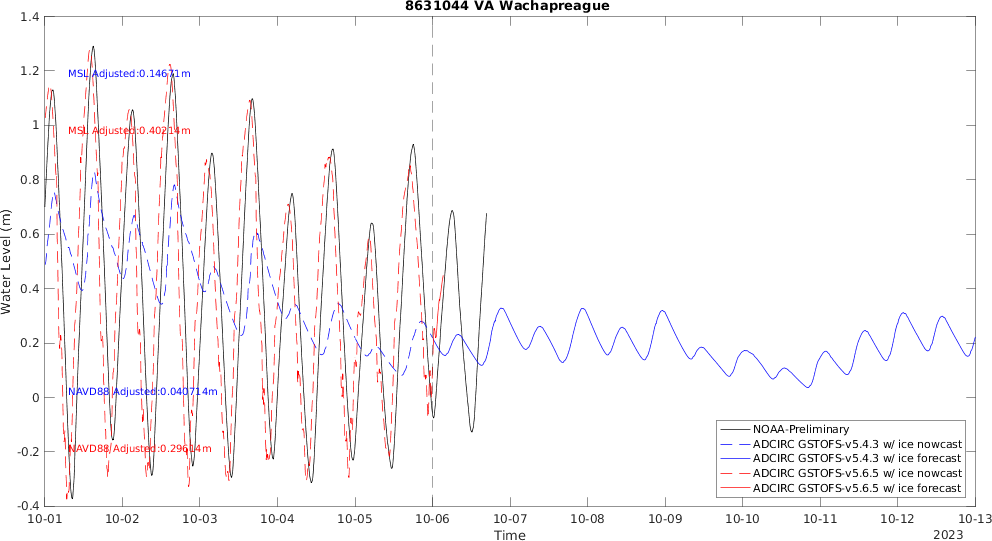 8631044 VA Wachapreague
1.4
1.2
1
0.8
0.6
0.4
0.2
0
-0.2
-0.4
Water Level (m)
MSL Adjusted:0.14671m
MSL Adjusted:0.40214m
NAVD88 Adjusted:0.040714m
NAVD88 Adjusted:0.29614m
NOAA-Preliminary
ADCIRC GSTOFS-v5.4.3 w/ ice nowcast
ADCIRC GSTOFS-v5.4.3 w/ ice forecast
ADCIRC GSTOFS-v5.6.5 w/ ice nowcast
ADCIRC GSTOFS-v5.6.5 w/ ice forecast
10-01 10-02 10-03 10-04 10-05 10-06 10-07 10-08 10-09 10-10 10-11 10-12 10-13
Time
2023